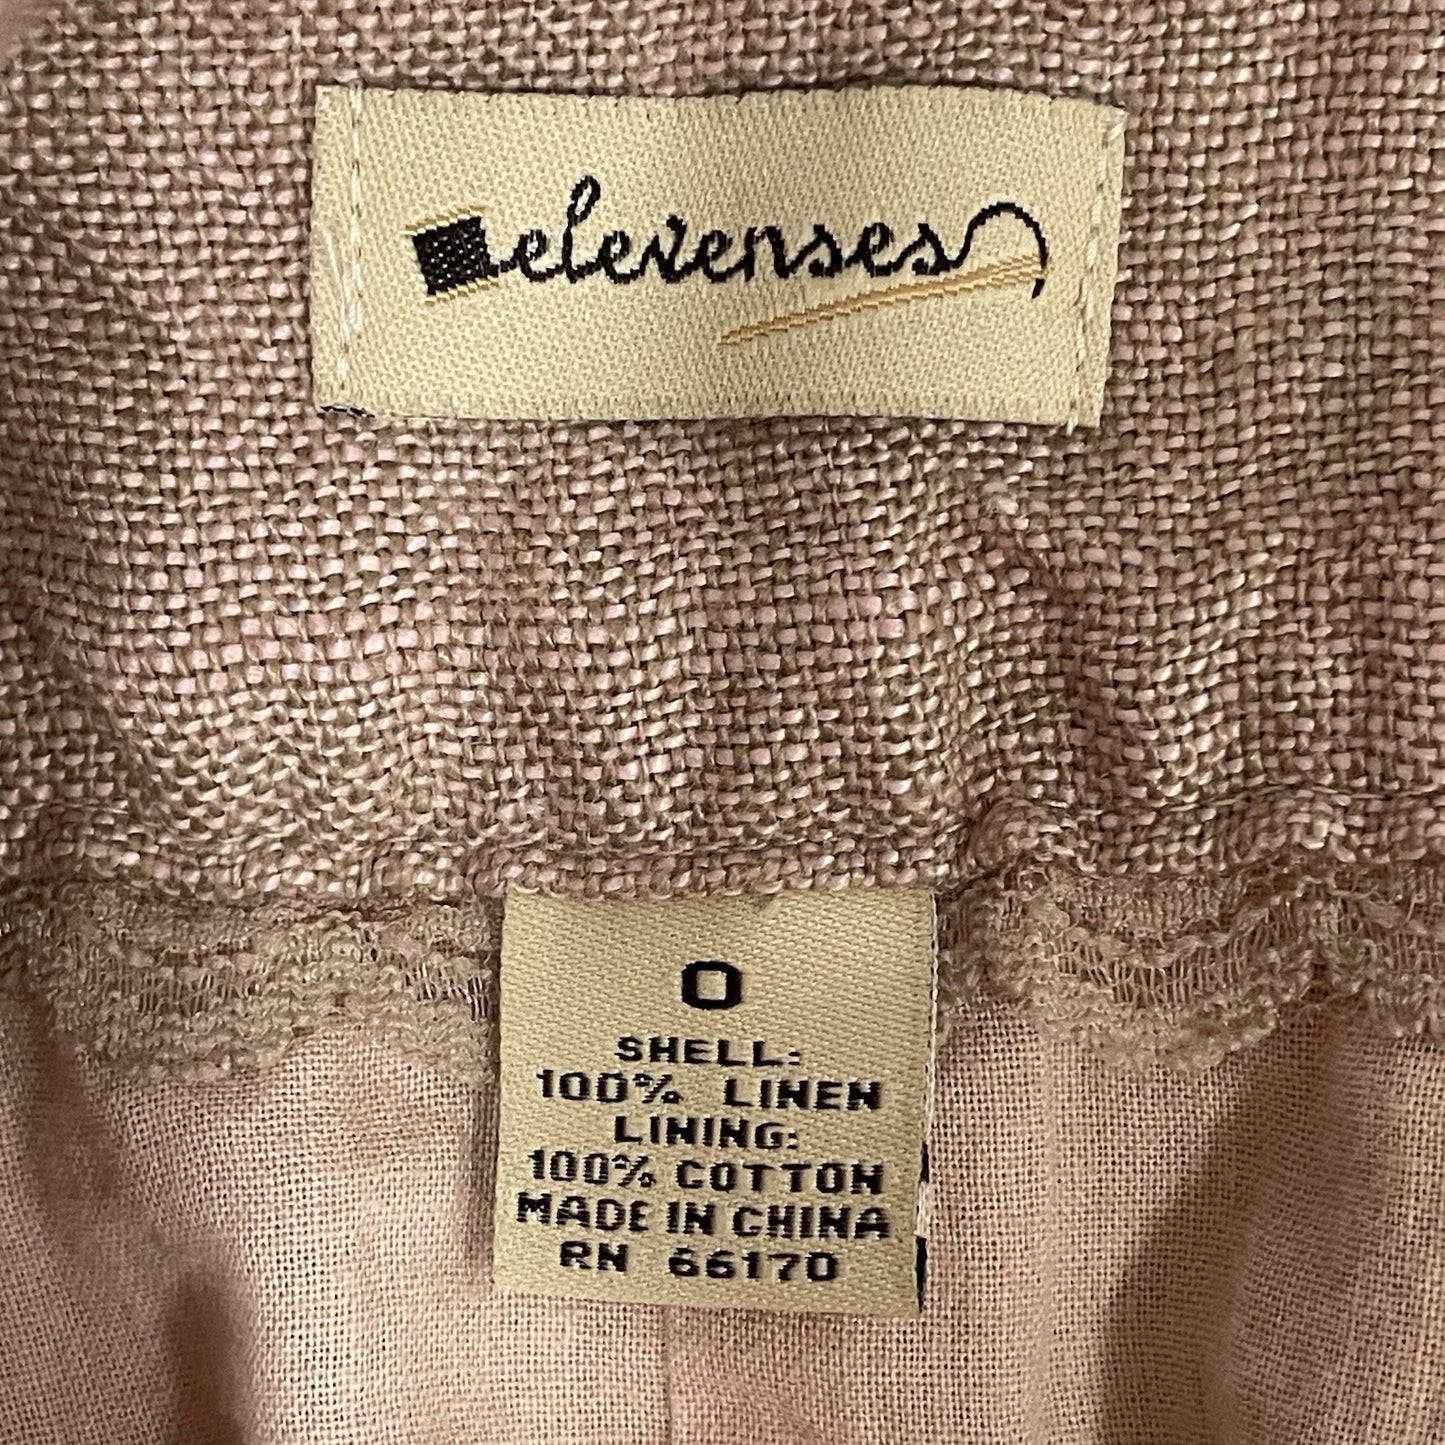 elevenses
0
SHELL:
100% LINEN
LINING:
100% COTTON
MADE IN CHINA
RN 66170